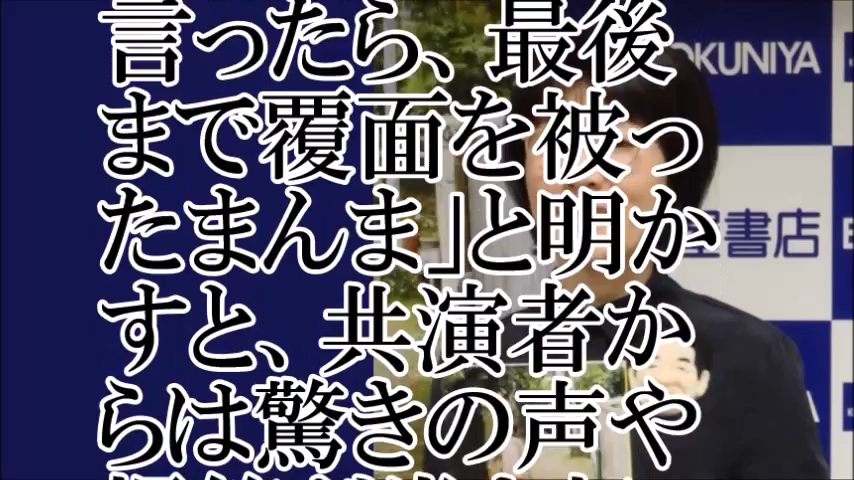 言ったら、最後
まで覆面を被っ
たまんま」と明か
すと、共演者か
らは驚きの声や
OKUNIYA
書店